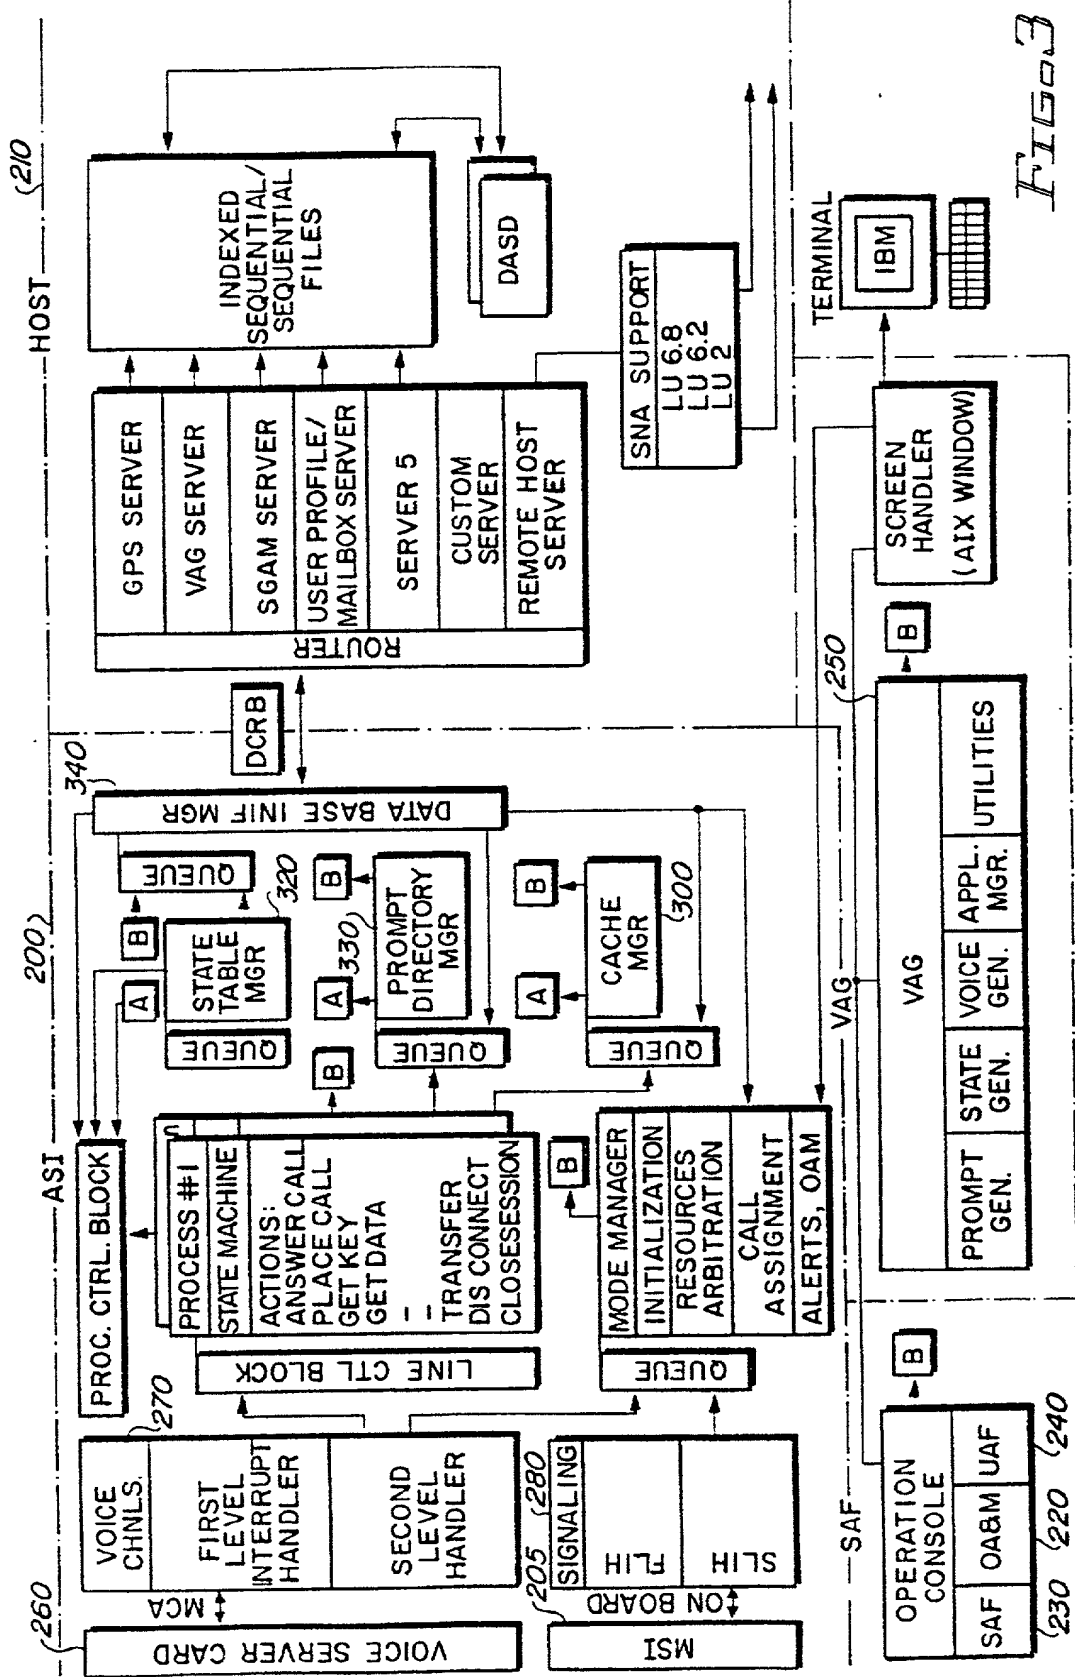 HOST
210
200
ASI
GPS SERVER
VAG SERVER
SGAM SERVER
USER PROFILE/
MAILBOX SERVER
SERVER 5
CUSTOM
SERVER
REMOTE HOST
SERVER
ROUTER
INDEXED
SEQUENTIAL/
SEQUENTIAL
FILES
DASD
SNA SUPPORT
LU 6.8
LU 6.2
LU 2
DCRB
340
DATA BASE INIF MGR
QUEUE
B
320
STATE
TABLE
MGR
A
QUEUE
B
330
PROMPT
DIRECTORY
MGR
A
QUEUE
B
CACHE
MGR
300
A
QUEUE
PROC. CTRL. BLOCK
PROCESS #1
STATE MACHINE
ACTIONS:
ANSWER CALL
PLACE CALL
GET KEY
GET DATA
–
–
TRANSFER
DIS CONNECT
CLOSESESSION
B
LINE CTL BLOCK
MODE MANAGER
INITIALIZATION
RESOURCES
ARBITRATION
CALL
ASSIGNMENT
ALERTS, OAM
B
QUEUE
270
VOICE
CHNLS.
FIRST
LEVEL
INTERRUPT
HANDLER
SECOND
LEVEL
HANDLER
260
MCA
VOICE SERVER CARD
280
SIGNALING
FLIH
SLIH
205
ON BOARD
MSI
SAF
OPERATION
CONSOLE
SAF
OA&M
UAF
230
220
240
B
VAG
VAG
PROMPT
GEN.
STATE
GEN.
VOICE
GEN.
APPL.
MGR.
UTILITIES
250
B
SCREEN
HANDLER
(AIX WINDOW)
TERMINAL
IBM
FIG. 3